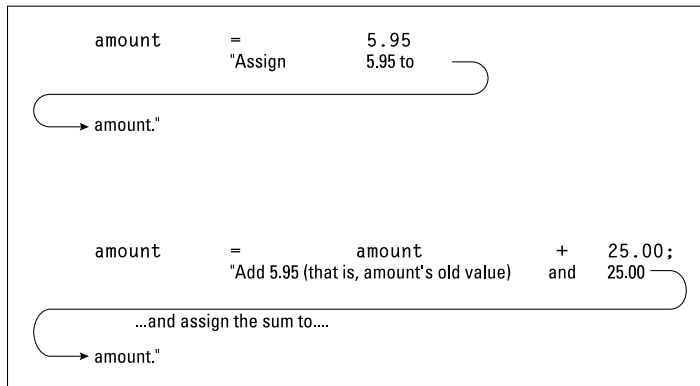 amount = 5.95
"Assign 5.95 to
amount."
amount = amount + 25.00;
"Add 5.95 (that is, amount's old value) and 25.00
...and assign the sum to....
amount."